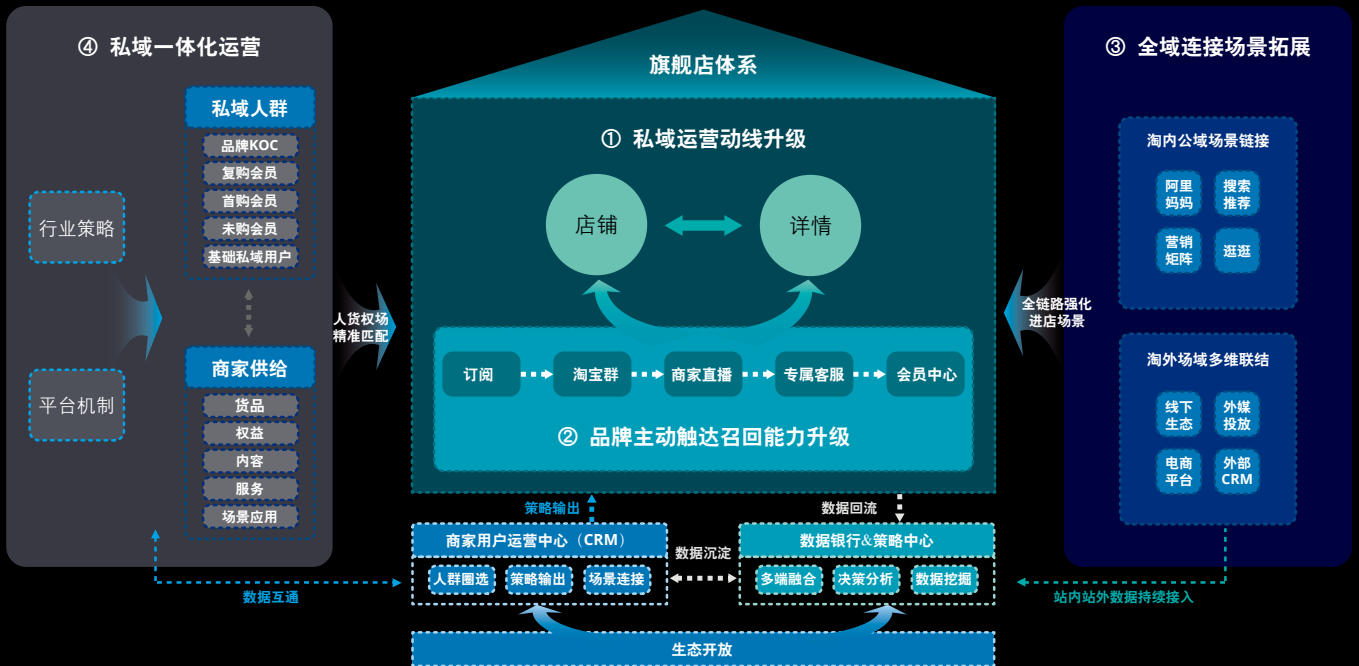 ④ 私域一体化运营
行业策略
平台机制
私域人群
品牌KOC
复购会员
首购会员
未购会员
基础私域用户
商家供给
货品
权益
内容
服务
场景应用
人货权场
精准匹配
旗舰店体系
① 私域运营动线升级
店铺
详情
订阅
淘宝群
商家直播
专属客服
会员中心
② 品牌主动触达召回能力升级
全链路强化
进店场景
③ 全域连接场景拓展
淘内公域场景链接
阿里
妈妈
搜索
推荐
营销
矩阵
逛逛
淘外场域多维联结
线下
生态
外媒
投放
电商
平台
外部
CRM
策略输出
数据回流
商家用户运营中心（CRM）
人群圈选
策略输出
场景连接
数据沉淀
数据银行&策略中心
多端融合
决策分析
数据挖掘
数据互通
站内站外数据持续接入
生态开放